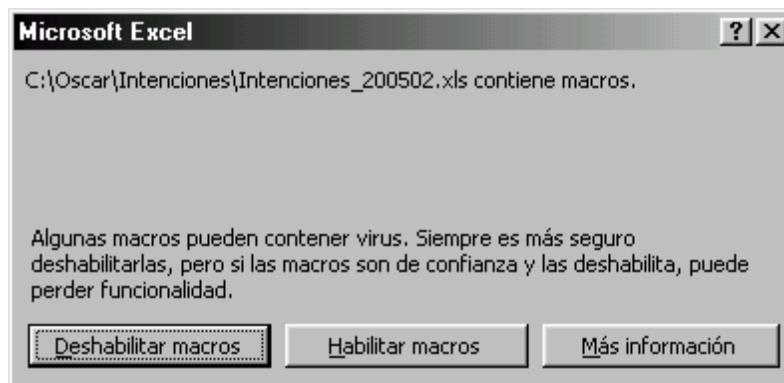 Microsoft Excel
C:\Oscar\Intenciones\Intenciones_200502.xls contiene macros.
Algunas macros pueden contener virus. Siempre es más seguro
deshabilitarlas, pero si las macros son de confianza y las deshabilita, puede
perder funcionalidad.
Deshabilitar macros Habilitar macros Más información